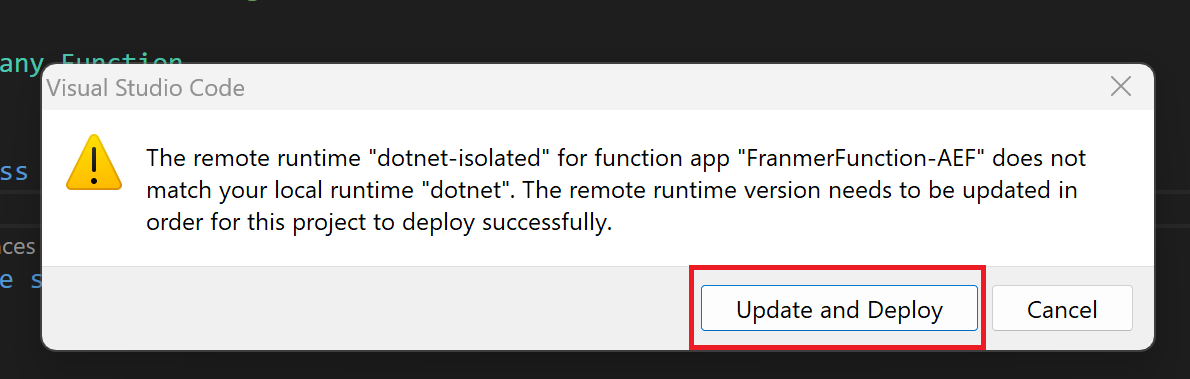 any Function
Visual Studio Code
The remote runtime "dotnet-isolated" for function app "FranmerFunction-AEF" does not
ss
match your local runtime "dotnet". The remote runtime version needs to be updated in
order for this project to deploy successfully.
nces
e s
Update and Deploy
Cancel